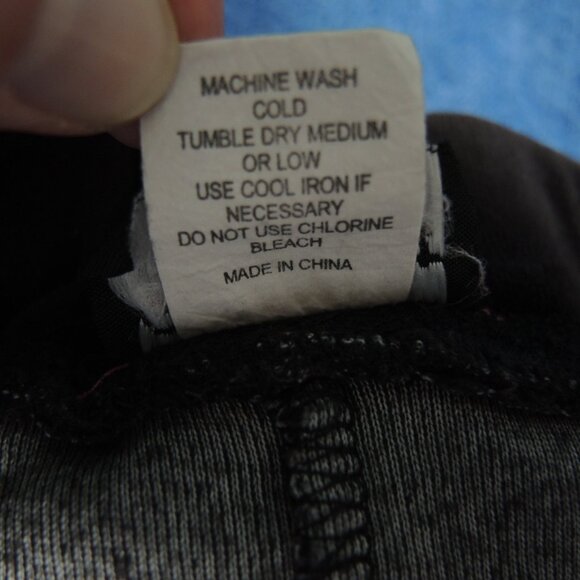 MACHINE WASH
COLD
TUMBLE DRY MEDIUM
OR LOW
USE COOL IRON IF
NECESSARY
DO NOT USE CHLORINE
BLEACH
MADE IN CHINA